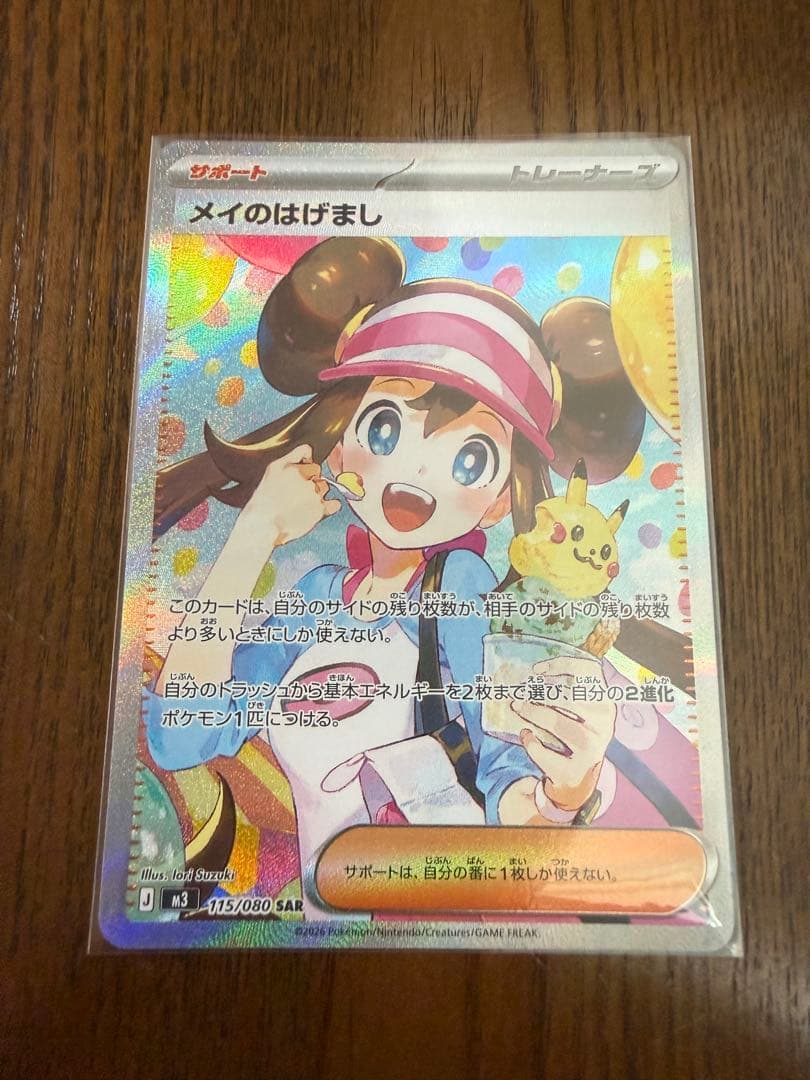 サポート
トレーナーズ
メイのはげまし
このカードは、自分のサイドの残り枚数が、相手のサイドの残り枚数
より多いときにしか使えない。
自分のトラッシュから基本エネルギーを2枚まで選び、自分の2進化
ポケモン1匹につける。
サポートは、自分の番に1枚しか使えない。
Illus. Iori Suzuki
J M3 115/080 SAR
©2026 Pokémon/Nintendo/Creatures/GAME FREAK.